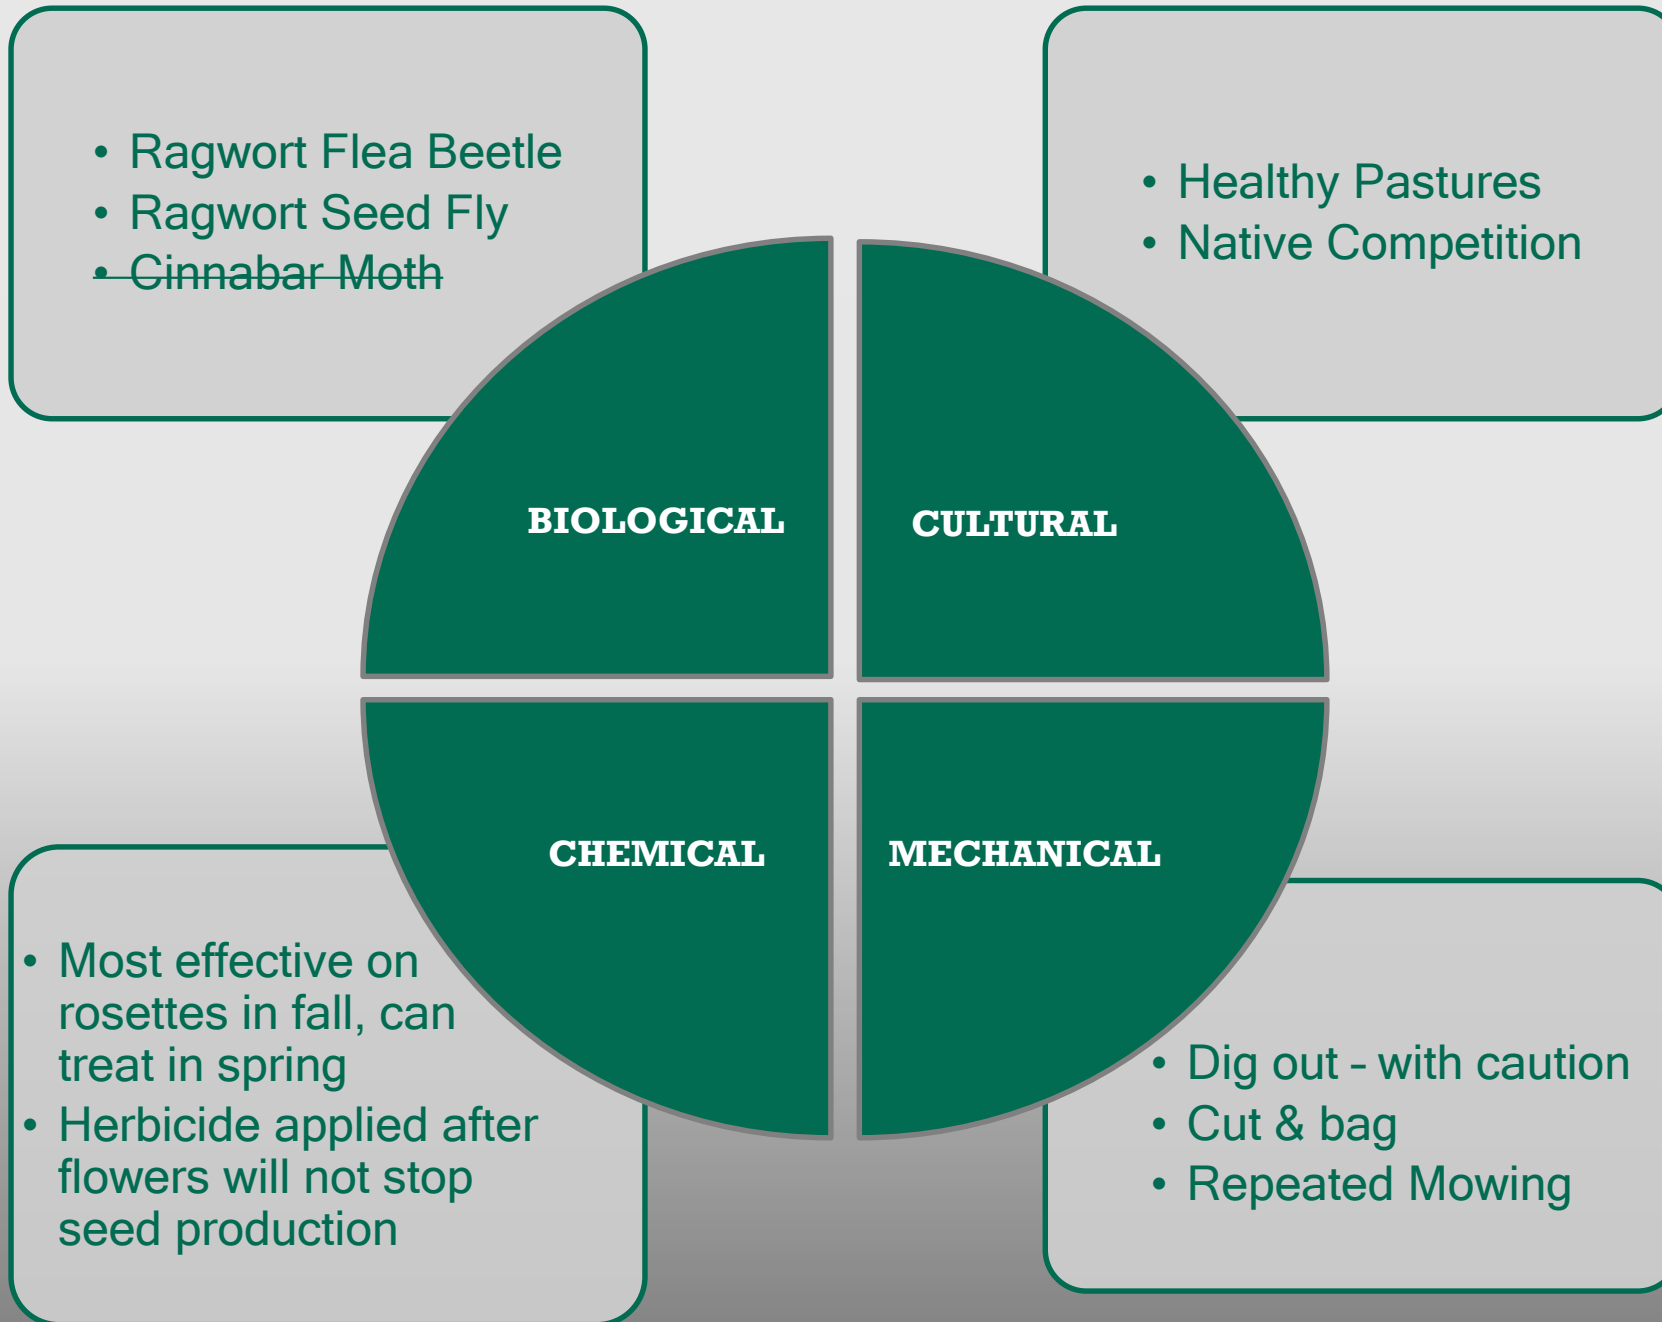 • Ragwort Flea Beetle
• Ragwort Seed Fly
• Cinnabar Moth
• Healthy Pastures
• Native Competition
BIOLOGICAL
CULTURAL
CHEMICAL
MECHANICAL
• Most effective on
rosettes in fall, can
treat in spring
• Herbicide applied after
flowers will not stop
seed production
• Dig out - with caution
• Cut & bag
• Repeated Mowing